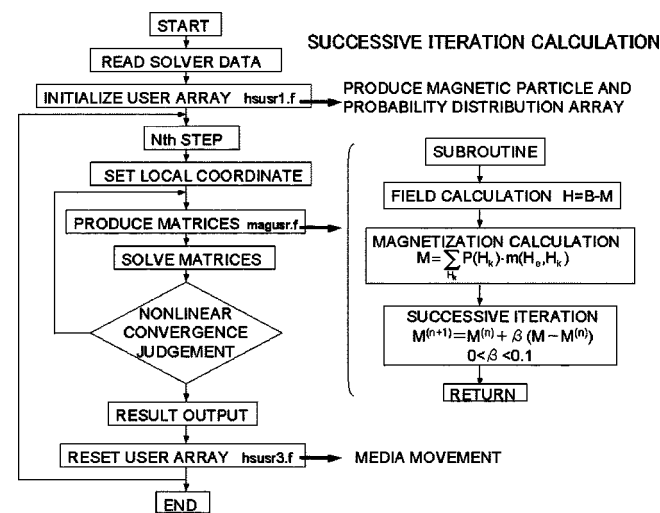 START
SUCCESSIVE ITERATION CALCULATION
READ SOLVER DATA
INITIALIZE USER ARRAY hsusr1.f
PRODUCE MAGNETIC PARTICLE AND
PROBABILITY DISTRIBUTION ARRAY
Nth STEP
SET LOCAL COORDINATE
PRODUCE MATRICES magusr.f
SOLVE MATRICES
NONLINEAR
CONVERGENCE
JUDGEMENT
RESULT OUTPUT
RESET USER ARRAY hsusr3.f
MEDIA MOVEMENT
END
SUBROUTINE
FIELD CALCULATION H=B-M
MAGNETIZATION CALCULATION
M=∑P(Hₖ)·m(Hₑ,Hₖ)
Hₖ
SUCCESSIVE ITERATION
M⁽ⁿ⁺¹⁾=M⁽ⁿ⁾+β(M-M⁽ⁿ⁾)
0<β<0.1
RETURN